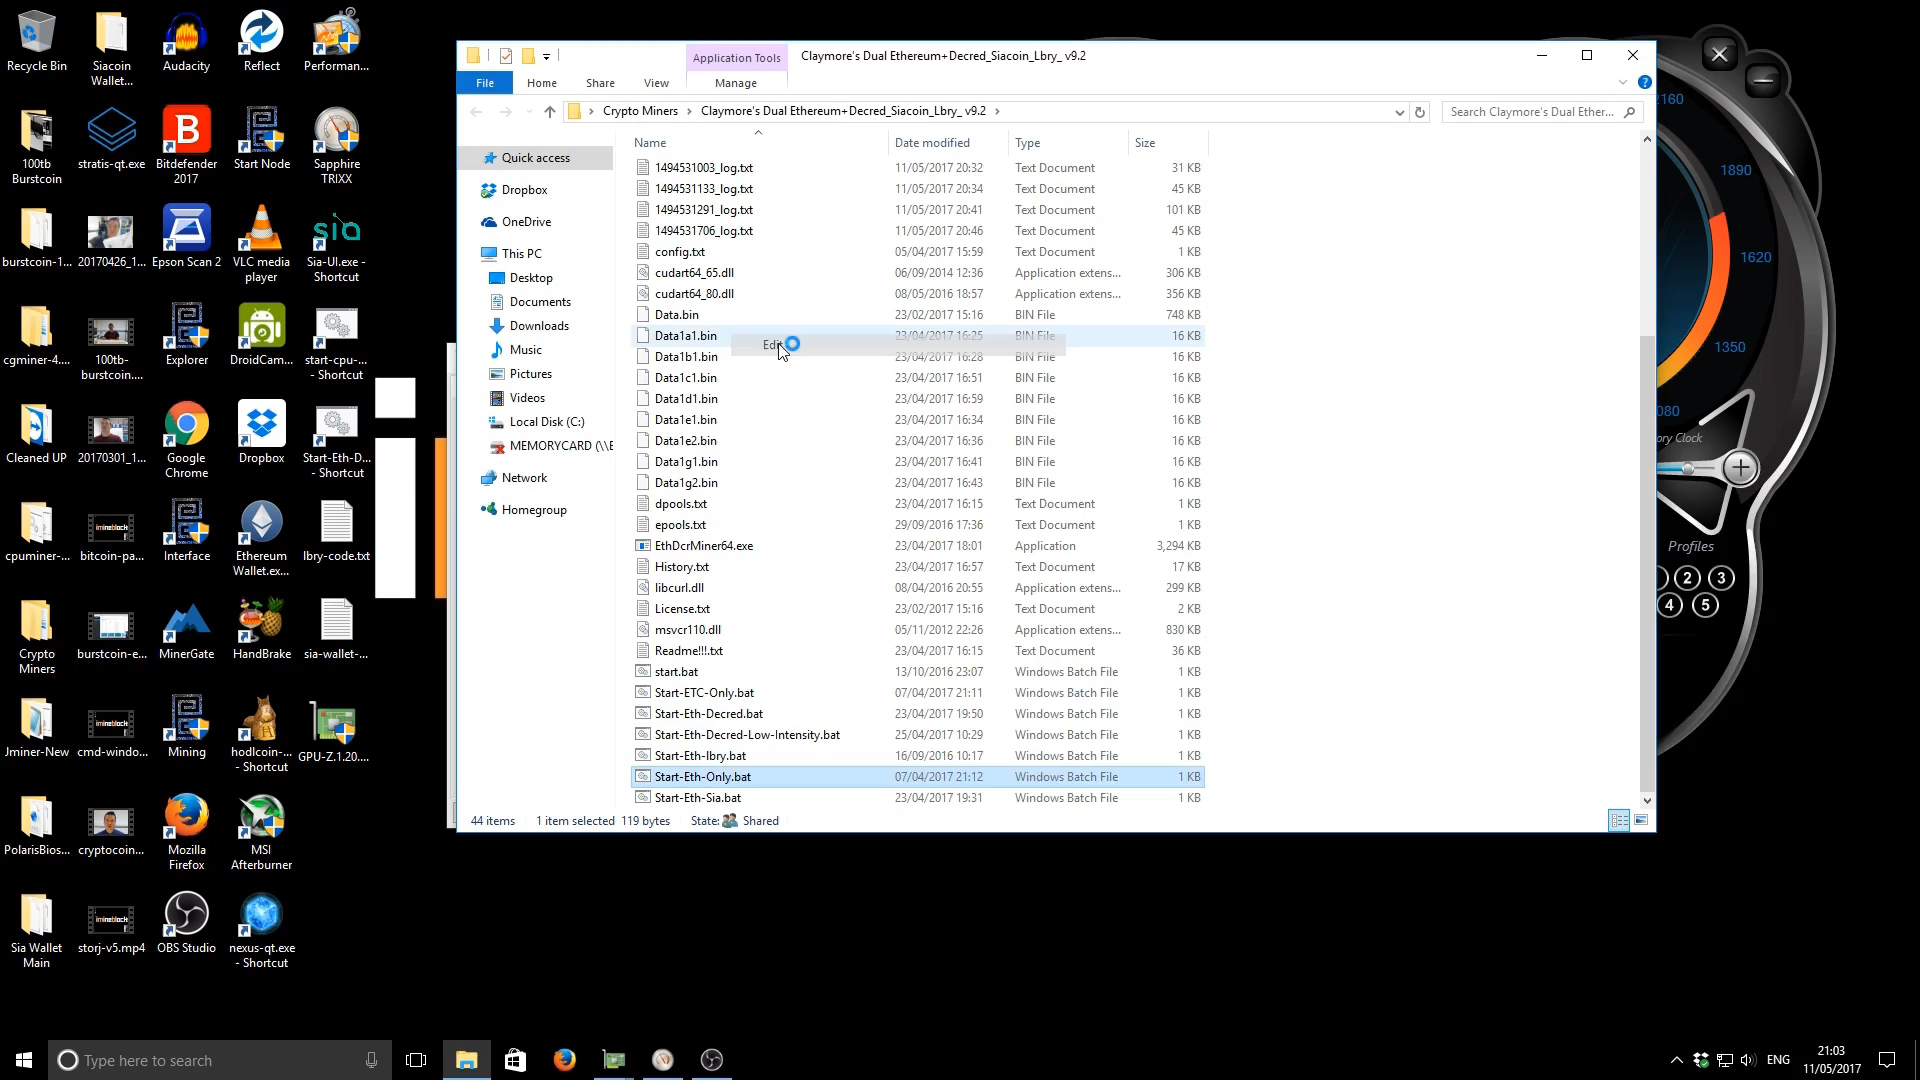 Recycle Bin
Siacoin
Wallet...
Audacity
Reflect
Performan...
100tb
Burstcoin
stratis-qt.exe
Bitdefender
2017
Start Node
Sapphire
TRIXX
burstcoin-1...
20170426_1...
Epson Scan 2
VLC media
player
Sia-UI.exe -
Shortcut
cgminer-4....
100tb-
burstcoin....
Explorer
DroidCam...
start-cpu-...
- Shortcut
Cleaned UP
20170301_1...
Google
Chrome
Dropbox
Start-Eth-D...
- Shortcut
cpuminer-...
bitcoin-pa...
Interface
Ethereum
Wallet.ex...
lbry-code.txt
Crypto
Miners
burstcoin-e...
MinerGate
HandBrake
sia-wallet-...
Jminer-New
cmd-windo...
Mining
hodlcoin-...
- Shortcut
GPU-Z.1.20....
PolarisBios...
cryptocoin...
Mozilla
Firefox
MSI
Afterburner
Sia Wallet
Main
storj-v5.mp4
OBS Studio
nexus-qt.exe
- Shortcut
Application Tools
Claymore's Dual Ethereum+Decred_Siacoin_Lbry_ v9.2
File
Home
Share
View
Manage
Crypto Miners
Claymore's Dual Ethereum+Decred_Siacoin_Lbry_ v9.2
Search Claymore's Dual Ether...
Quick access
Dropbox
OneDrive
This PC
Desktop
Documents
Downloads
Music
Pictures
Videos
Local Disk (C:)
MEMORYCARD (\\E
Network
Homegroup
Name Date modified Type Size
1494531003_log.txt 11/05/2017 20:32 Text Document 31 KB
1494531133_log.txt 11/05/2017 20:34 Text Document 45 KB
1494531291_log.txt 11/05/2017 20:41 Text Document 101 KB
1494531706_log.txt 11/05/2017 20:46 Text Document 45 KB
config.txt 05/04/2017 15:59 Text Document 1 KB
cudart64_65.dll 06/09/2014 12:36 Application extens... 306 KB
cudart64_80.dll 08/05/2016 18:57 Application extens... 356 KB
Data.bin 23/02/2017 15:16 BIN File 748 KB
Data1a1.bin 23/04/2017 16:25 BIN File 16 KB
Edit
Data1b1.bin 23/04/2017 16:28 BIN File 16 KB
Data1c1.bin 23/04/2017 16:51 BIN File 16 KB
Data1d1.bin 23/04/2017 16:59 BIN File 16 KB
Data1e1.bin 23/04/2017 16:34 BIN File 16 KB
Data1e2.bin 23/04/2017 16:36 BIN File 16 KB
Data1g1.bin 23/04/2017 16:41 BIN File 16 KB
Data1g2.bin 23/04/2017 16:43 BIN File 16 KB
dpools.txt 23/04/2017 16:15 Text Document 1 KB
epools.txt 29/09/2016 17:36 Text Document 1 KB
EthDcrMiner64.exe 23/04/2017 18:01 Application 3,294 KB
History.txt 23/04/2017 16:57 Text Document 17 KB
libcurl.dll 08/04/2016 20:55 Application extens... 299 KB
License.txt 23/02/2017 15:16 Text Document 2 KB
msvcr110.dll 05/11/2012 22:26 Application extens... 830 KB
Readme!!!.txt 23/04/2017 16:15 Text Document 36 KB
start.bat 13/10/2016 23:07 Windows Batch File 1 KB
Start-ETC-Only.bat 07/04/2017 21:11 Windows Batch File 1 KB
Start-Eth-Decred.bat 23/04/2017 19:50 Windows Batch File 1 KB
Start-Eth-Decred-Low-Intensity.bat 25/04/2017 10:29 Windows Batch File 1 KB
Start-Eth-lbry.bat 16/09/2016 10:17 Windows Batch File 1 KB
Start-Eth-Only.bat 07/04/2017 21:12 Windows Batch File 1 KB
Start-Eth-Sia.bat 23/04/2017 19:31 Windows Batch File 1 KB
44 items 1 item selected 119 bytes State: Shared
2160
1890
1620
1350
1080
ory Clock
Profiles
2 3
4 5
Type here to search
ENG
21:03
11/05/2017